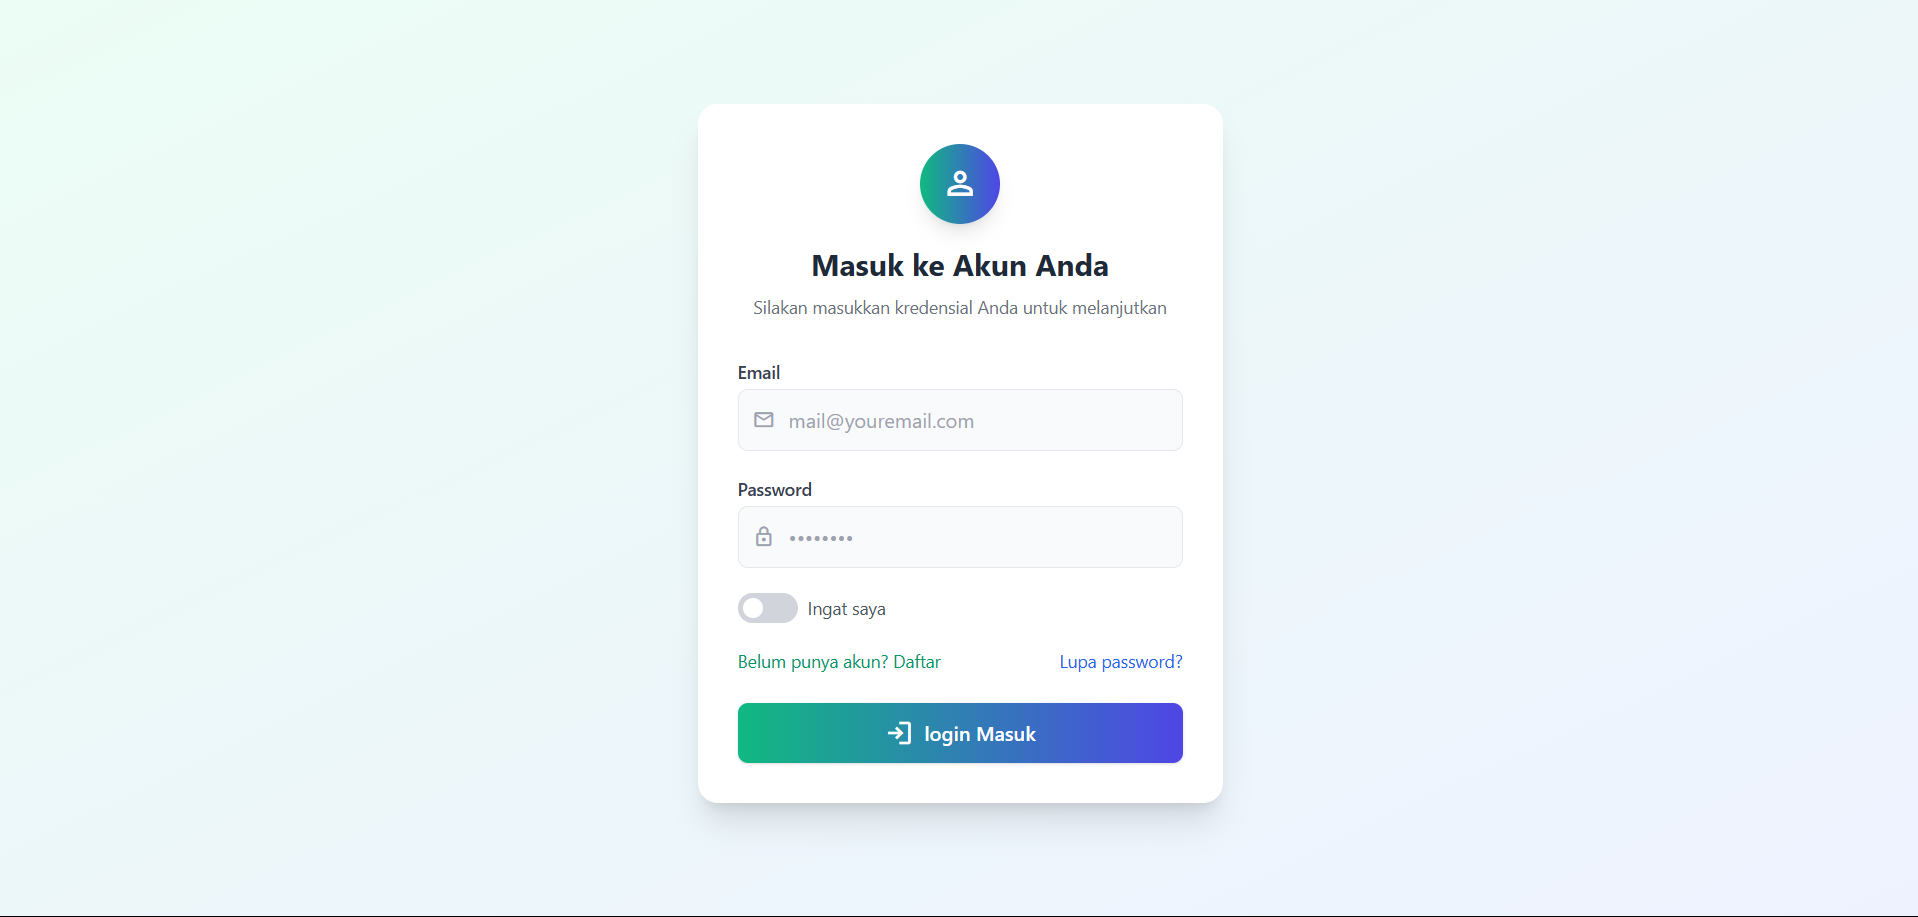 Masuk ke Akun Anda
Silakan masukkan kredensial Anda untuk melanjutkan
Email
mail@youremail.com
Password
••••••••
Ingat saya
Belum punya akun? Daftar
Lupa password?
login Masuk